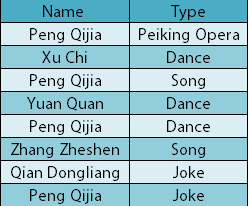 Name Type
Peng Qijia Peiking Opera
Xu Chi Dance
Peng Qijia Song
Yuan Quan Dance
Peng Qijia Dance
Zhang Zheshen Song
Qian Dongliang Joke
Peng Qijia Joke